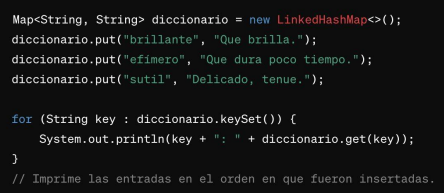 Map<String, String> diccionario = new LinkedHashMap<>();
diccionario.put("brillante", "Que brilla.");
diccionario.put("efímero", "Que dura poco tiempo.");
diccionario.put("sutil", "Delicado, tenue.");

for (String key : diccionario.keySet()) {
    System.out.println(key + ": " + diccionario.get(key));
}
// Imprime las entradas en el orden en que fueron insertadas.